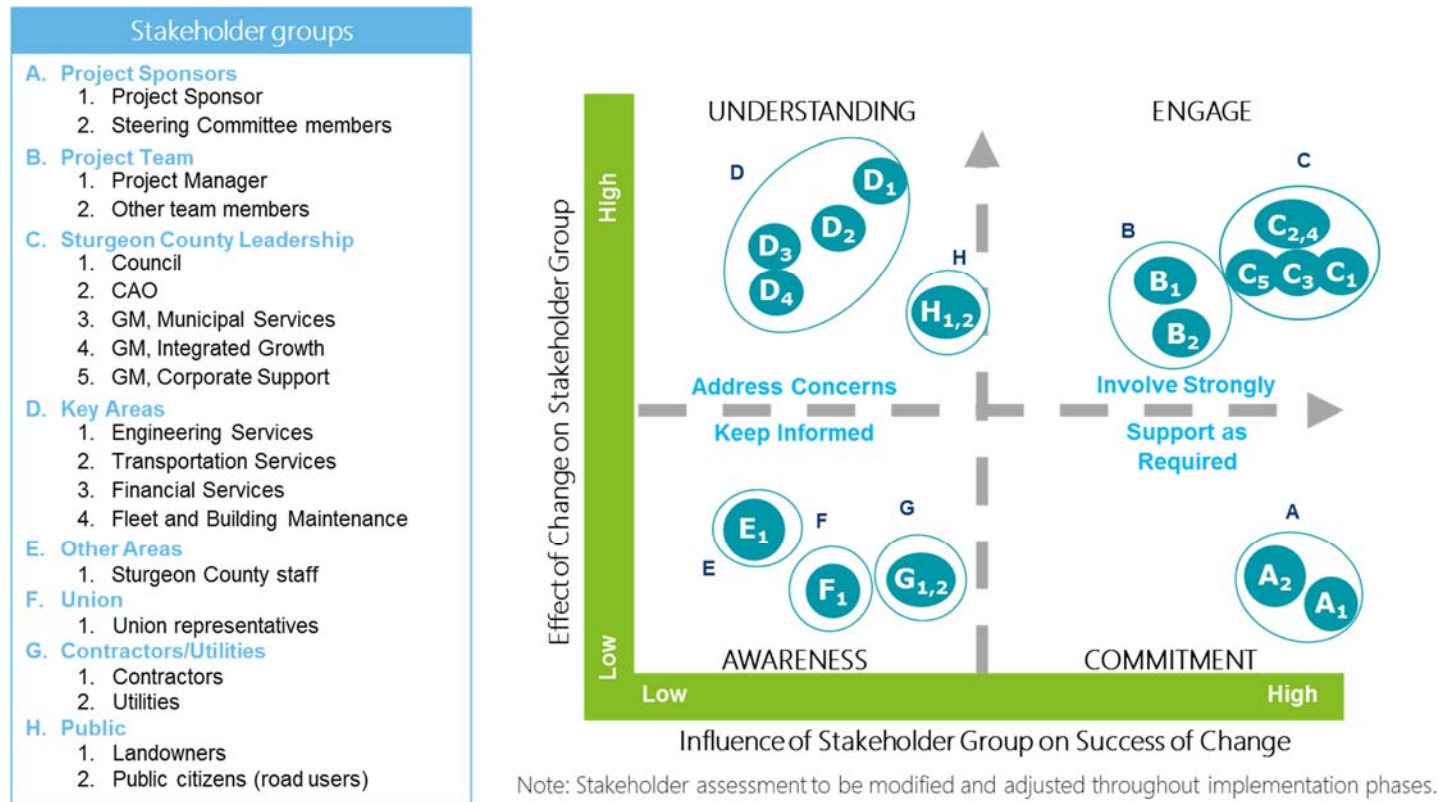 Stakeholder groups
A. Project Sponsors
1. Project Sponsor
2. Steering Committee members
B. Project Team
1. Project Manager
2. Other team members
C. Sturgeon County Leadership
1. Council
2. CAO
3. GM, Municipal Services
4. GM, Integrated Growth
5. GM, Corporate Support
D. Key Areas
1. Engineering Services
2. Transportation Services
3. Financial Services
4. Fleet and Building Maintenance
E. Other Areas
1. Sturgeon County staff
F. Union
1. Union representatives
G. Contractors/Utilities
1. Contractors
2. Utilities
H. Public
1. Landowners
2. Public citizens (road users)
Effect of Change on Stakeholder Group
High
Low
UNDERSTANDING
D
D1
D2
D3
D4
H
H1,2
Address Concerns
ENGAGE
C
C2,4
C5 C3 C1
B
B1
B2
Involve Strongly
Keep Informed
E1
E
F
F1
G
G1,2
AWARENESS
Support as
Required
A
A2
A1
COMMITMENT
Low
High
Influence of Stakeholder Group on Success of Change
Note: Stakeholder assessment to be modified and adjusted throughout implementation phases.